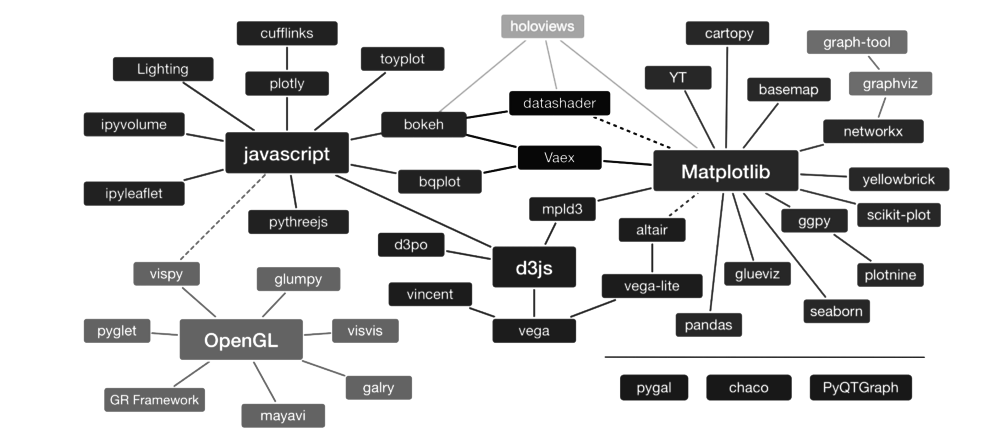 cufflinks
holoviews
cartopy
graph-tool
Lighting
toyplot
plotly
YT
graphviz
basemap
datashader
ipyvolume
bokeh
networkx
javascript
Vaex
Matplotlib
bqplot
yellowbrick
ipyleaflet
mpld3
scikit-plot
pythreejs
altair
ggpy
d3po
d3js
vispy
glumpy
glueviz
plotnine
vincent
vega-lite
seaborn
pandas
pyglet
OpenGL
visvis
vega
galry
pygal
chaco
PyQTGraph
GR Framework
mayavi